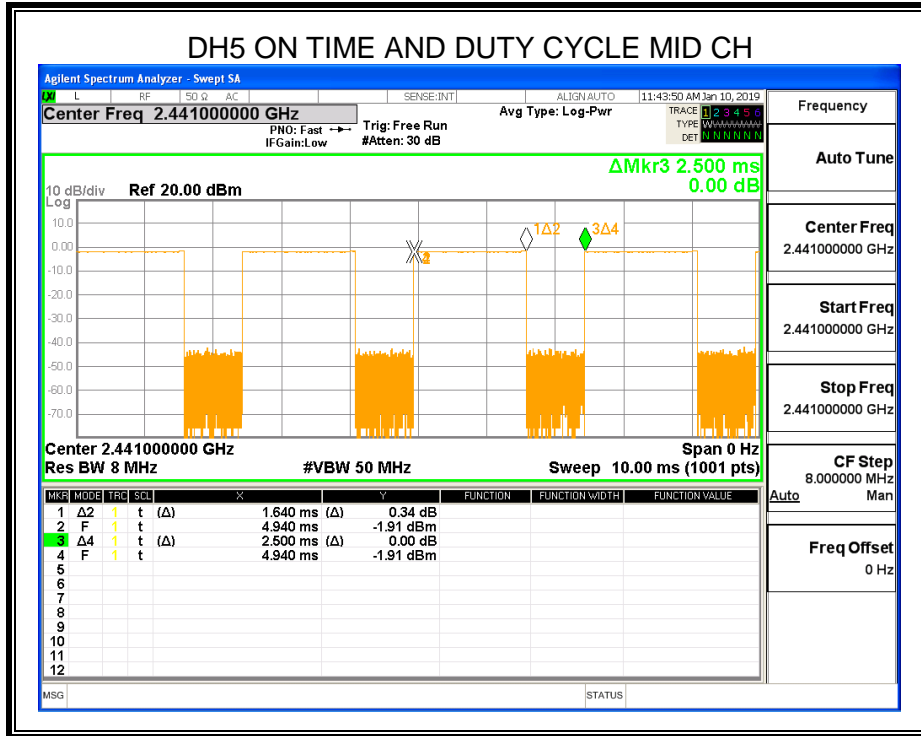 DH5 ON TIME AND DUTY CYCLE MID CH
Agilent Spectrum Analyzer - Swept SA
LXI L RF 50 Ω AC SENSE:INT ALIGN AUTO 11:43:50 AM Jan 10, 2019
Center Freq 2.441000000 GHz
PNO: Fast
IFGain:Low
Trig: Free Run
#Atten: 30 dB
Avg Type: Log-Pwr
TRACE 1 2 3 4 5 6
TYPE
DET N N N N N N
ΔMkr3 2.500 ms
0.00 dB
10 dB/div Ref 20.00 dBm
Log
10.0
0.00
-10.0
-20.0
-30.0
-40.0
-50.0
-60.0
-70.0
1Δ2
3Δ4
Center 2.441000000 GHz Span 0 Hz
Res BW 8 MHz #VBW 50 MHz Sweep 10.00 ms (1001 pts)
MKR MODE TRC SCL X Y FUNCTION FUNCTION WIDTH FUNCTION VALUE
1 Δ2 1 t (Δ) 1.640 ms (Δ) 0.34 dB
2 F 1 t 4.940 ms -1.91 dBm
3 Δ4 1 t (Δ) 2.500 ms (Δ) 0.00 dB
4 F 1 t 4.940 ms -1.91 dBm
5
6
7
8
9
10
11
12
MSG STATUS
Frequency
Auto Tune
Center Freq
2.441000000 GHz
Start Freq
2.441000000 GHz
Stop Freq
2.441000000 GHz
CF Step
8.000000 MHz
Auto Man
Freq Offset
0 Hz